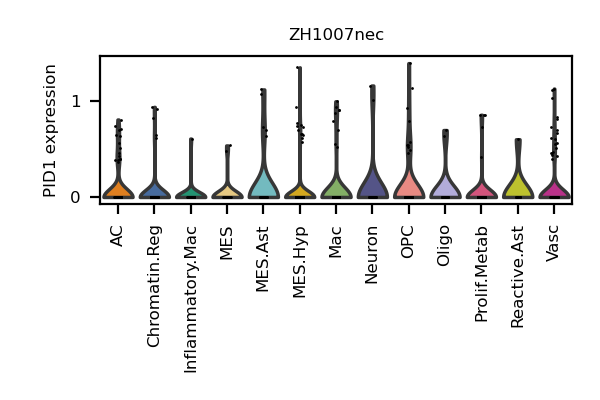 ZH1007nec
PID1 expression
1
0
AC
Chromatin.Reg
Inflammatory.Mac
MES
MES.Ast
MES.Hyp
Mac
Neuron
OPC
Oligo
Prolif.Metab
Reactive.Ast
Vasc